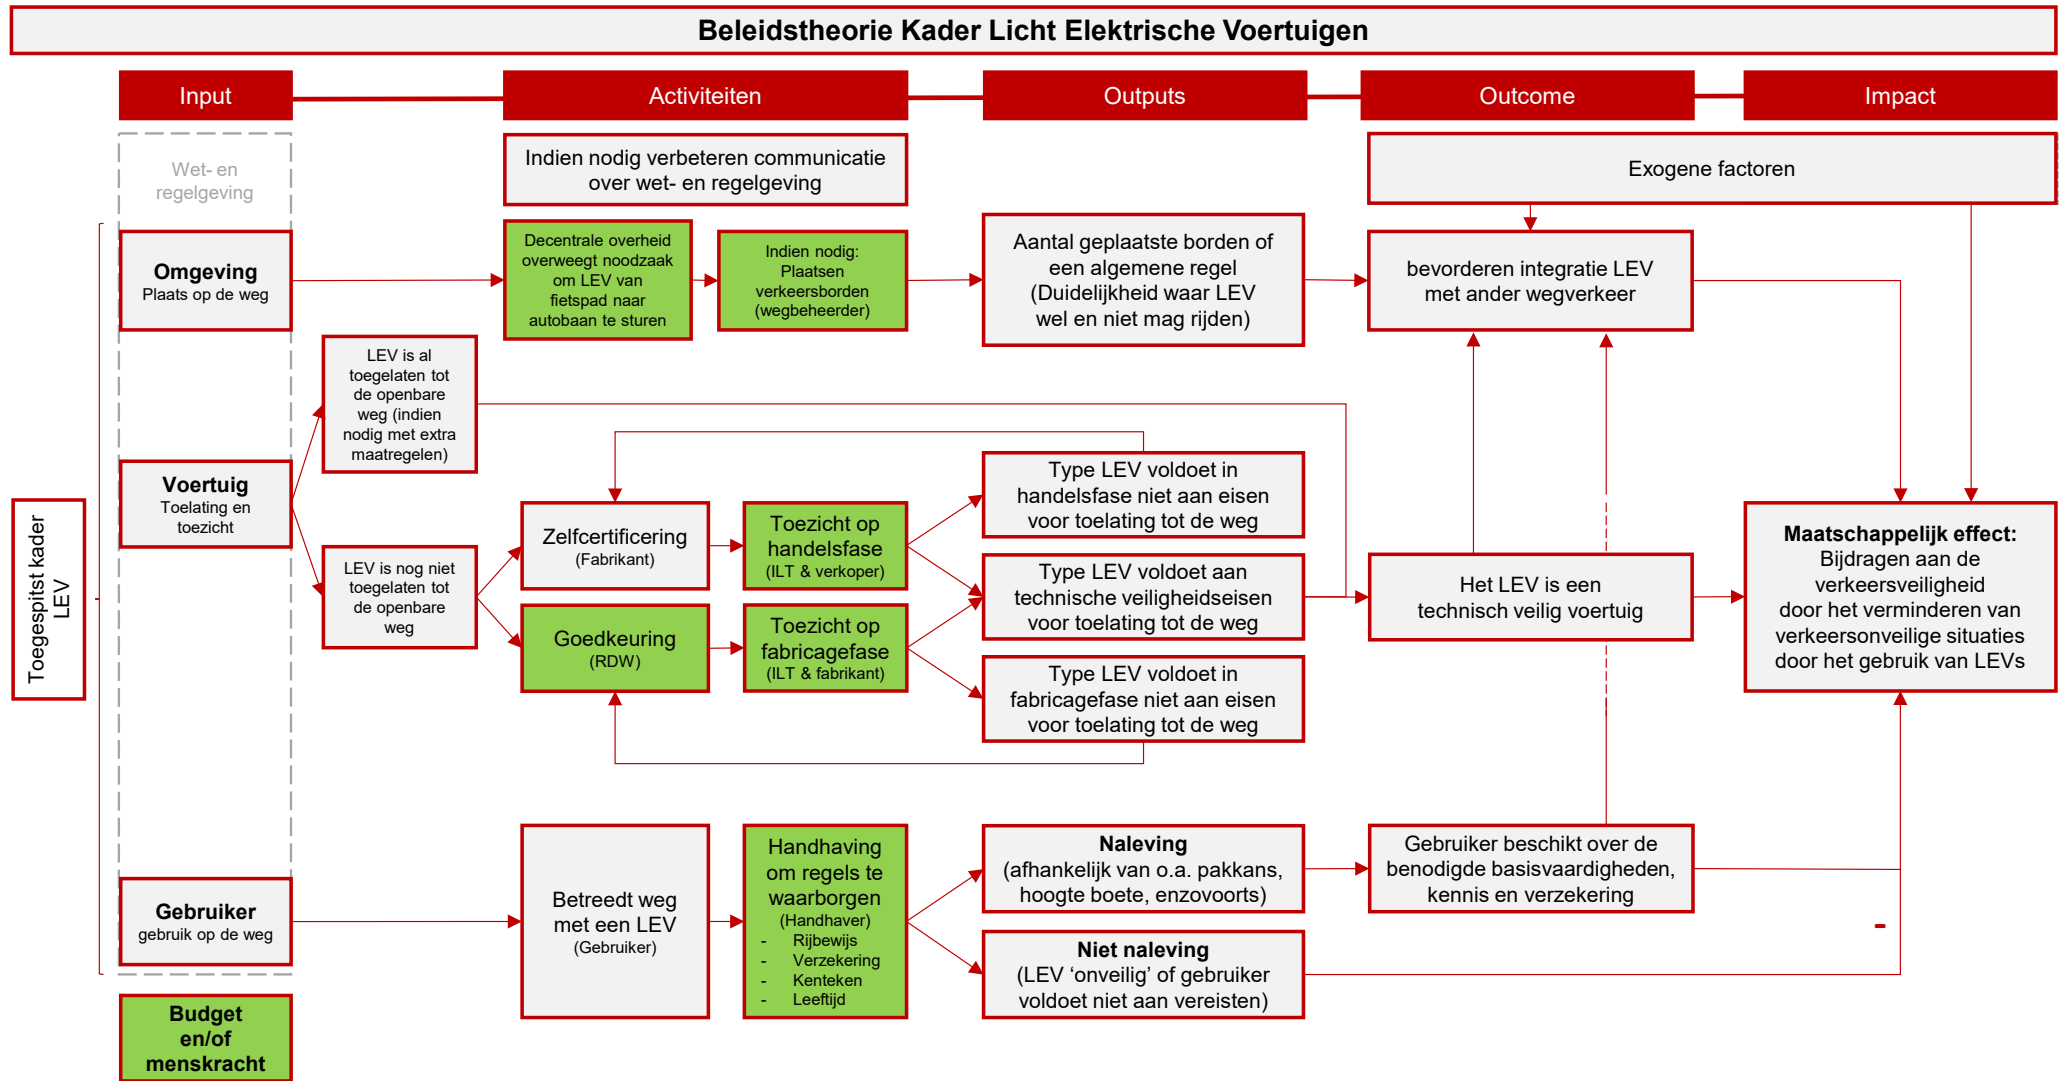 Beleidstheorie Kader Licht Elektrische Voertuigen
Input
Activiteiten
Outputs
Outcome
Impact
Wet- en
regelgeving
Indien nodig verbeteren communicatie
over wet- en regelgeving
Exogene factoren
Omgeving
Plaats op de weg
Decentrale overheid
overweegt noodzaak
om LEV van
fietspad naar
autobaan te sturen
Indien nodig:
Plaatsen
verkeersborden
(wegbeheerder)
Aantal geplaatste borden of
een algemene regel
(Duidelijkheid waar LEV
wel en niet mag rijden)
bevorderen integratie LEV
met ander wegverkeer
Toegespitst kader
LEV
LEV is al
toegelaten tot
de openbare
weg (indien
nodig met extra
maatregelen)
Voertuig
Toelating en
toezicht
LEV is nog niet
toegelaten tot
de openbare
weg
Zelfcertificering
(Fabrikant)
Toezicht op
handelsfase
(ILT & verkoper)
Type LEV voldoet in
handelsfase niet aan eisen
voor toelating tot de weg
Type LEV voldoet aan
technische veiligheidseisen
voor toelating tot de weg
Goedkeuring
(RDW)
Toezicht op
fabricagefase
(ILT & fabrikant)
Type LEV voldoet in
fabricagefase niet aan eisen
voor toelating tot de weg
Het LEV is een
technisch veilig voertuig
Maatschappelijk effect:
Bijdragen aan de
verkeersveiligheid
door het verminderen van
verkeersonveilige situaties
door het gebruik van LEVs
Gebruiker
gebruik op de weg
Betreedt weg
met een LEV
(Gebruiker)
Handhaving
om regels te
waarborgen
(Handhaver)
- Rijbewijs
- Verzekering
- Kenteken
- Leeftijd
Naleving
(afhankelijk van o.a. pakkans,
hoogte boete, enzovoorts)
Gebruiker beschikt over de
benodigde basisvaardigheden,
kennis en verzekering
-
Niet naleving
(LEV ‘onveilig’ of gebruiker
voldoet niet aan vereisten)
Budget
en/of
menskracht